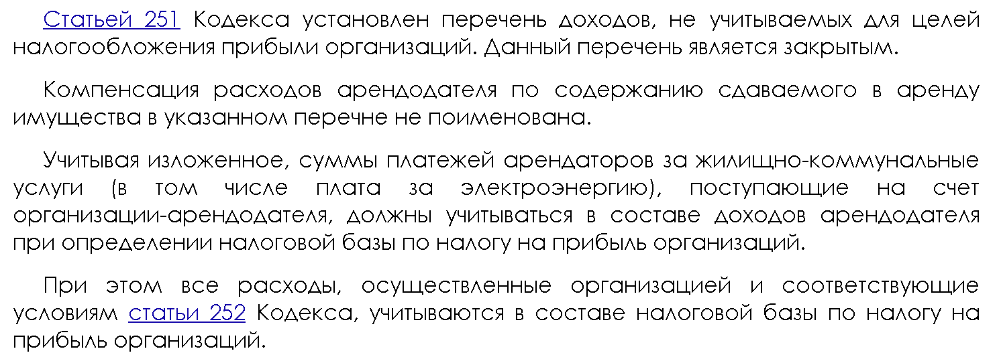 Статьей 251 Кодекса установлен перечень доходов, не учитываемых для целей
налогообложения прибыли организаций. Данный перечень является закрытым.
Компенсация расходов арендодателя по содержанию сдаваемого в аренду
имущества в указанном перечне не поименована.
Учитывая изложенное, суммы платежей арендаторов за жилищно-коммунальные
услуги (в том числе плата за электроэнергию), поступающие на счет
организации-арендодателя, должны учитываться в составе доходов арендодателя
при определении налоговой базы по налогу на прибыль организаций.
При этом все расходы, осуществленные организацией и соответствующие
условиям статьи 252 Кодекса, учитываются в составе налоговой базы по налогу на
прибыль организаций.